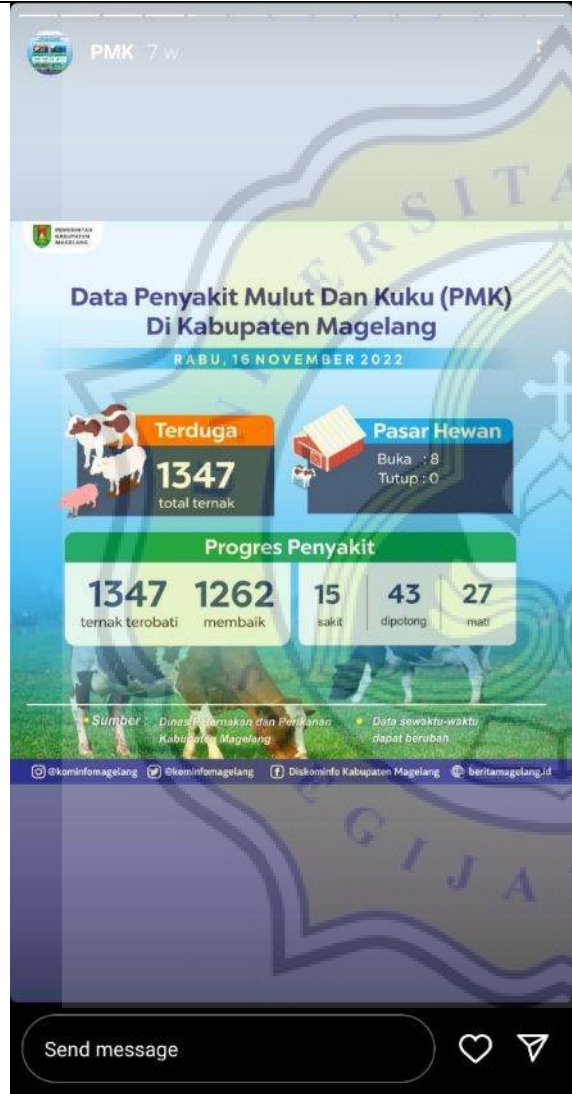 PMK 7 w
PEMERINTAH
KABUPATEN
MAGELANG
Data Penyakit Mulut Dan Kuku (PMK)
Di Kabupaten Magelang
RABU, 16 NOVEMBER 2022
Terduga
1347
total ternak
Pasar Hewan
Buka : 8
Tutup : 0
Progres Penyakit
1347 1262 15 43 27
ternak terobati membaik sakit dipotong mati
Sumber : Dinas Peternakan dan Perikanan
Kabupaten Magelang
Data sewaktu-waktu
dapat berubah
@kominfomagelang @kominfomagelang Diskominfo Kabupaten Magelang beritamagelang.id
Send message